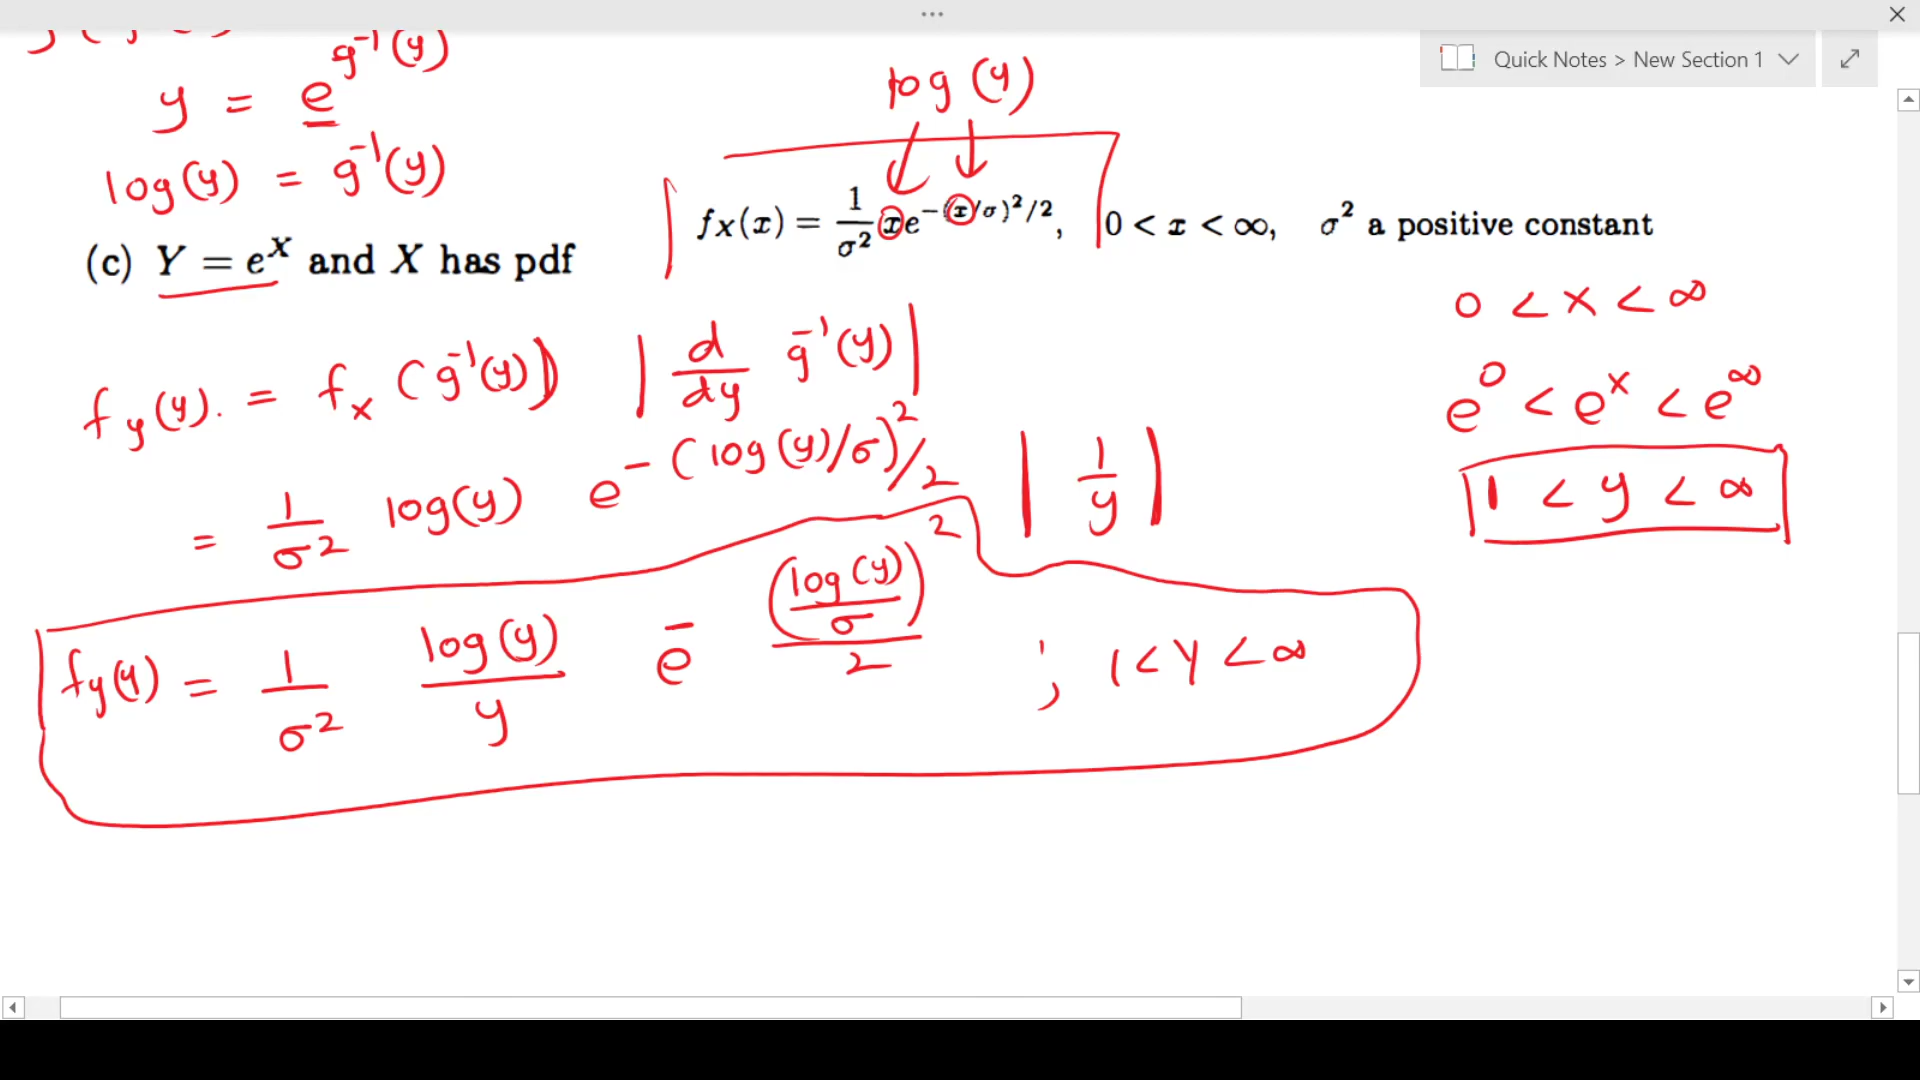 Quick Notes > New Section 1
y = e^{g⁻¹(y)}
log(y)
log(y) = g⁻¹(y)
f_X(x) = 1/σ² x e^{-(x/σ)²/2}, 0 < x < ∞, σ² a positive constant
(c) Y = e^X and X has pdf
0 < x < ∞
f_y(y). = f_x(g⁻¹(y)) |d/dy g⁻¹(y)|
e^0 < e^x < e^∞
= 1/σ² log(y) e^{-(log(y)/σ)²/2} |1/y|
1 < y < ∞
f_y(y) = 1/σ² log(y)/y e^{-(log(y)/σ)²/2} ; 1 < y < ∞